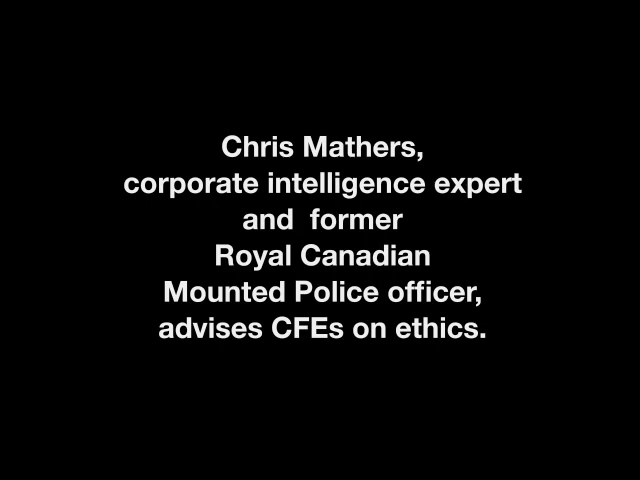 Chris Mathers,
corporate intelligence expert
and  former
Royal Canadian
Mounted Police officer,
advises CFEs on ethics.